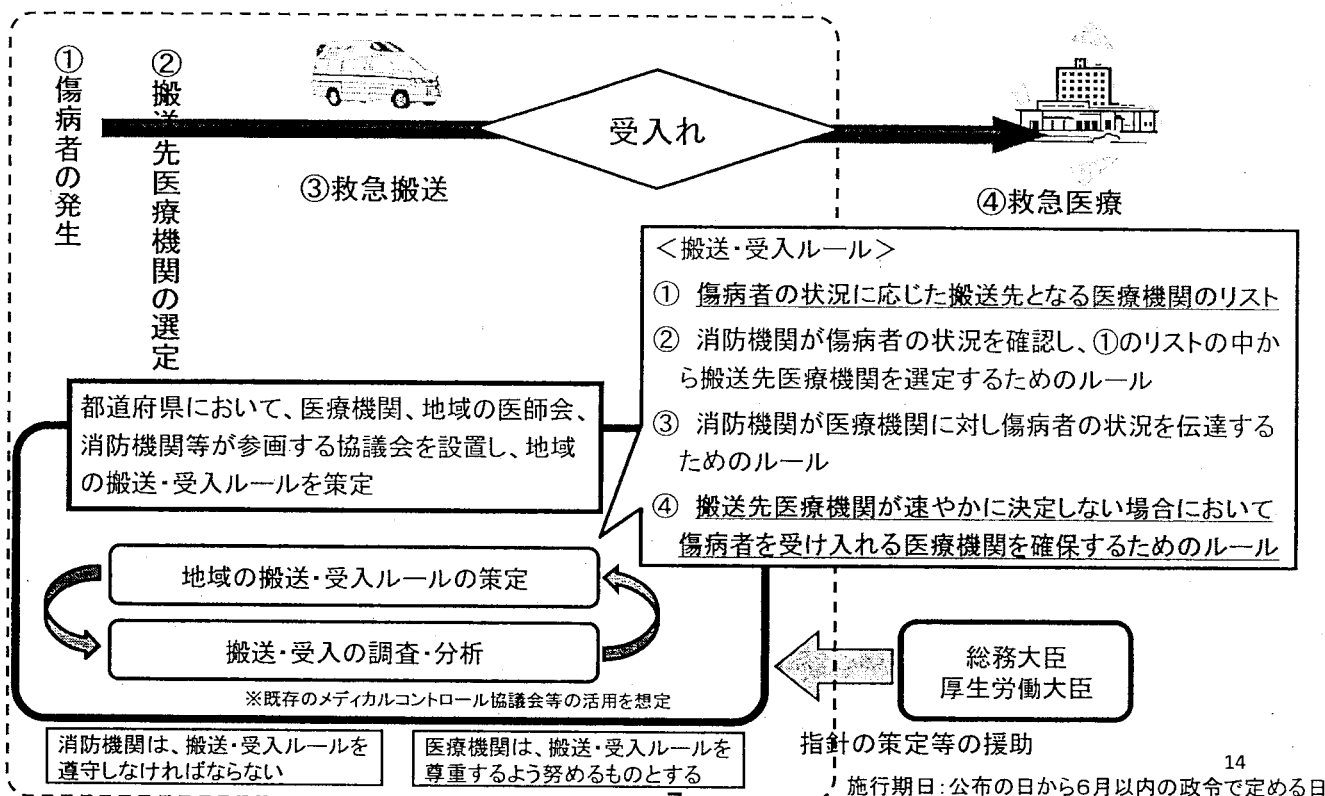 ①傷病者の発生
②搬送先医療機関の選定
受入れ
③救急搬送
④救急医療
<搬送・受入ルール>
① 傷病者の状況に応じた搬送先となる医療機関のリスト
② 消防機関が傷病者の状況を確認し、①のリストの中か
ら搬送先医療機関を選定するためのルール
③ 消防機関が医療機関に対し傷病者の状況を伝達する
ためのルール
④ 搬送先医療機関が速やかに決定しない場合において
傷病者を受け入れる医療機関を確保するためのルール
都道府県において、医療機関、地域の医師会、
消防機関等が参画する協議会を設置し、地域
の搬送・受入ルールを策定
地域の搬送・受入ルールの策定
搬送・受入の調査・分析
※既存のメディカルコントロール協議会等の活用を想定
総務大臣
厚生労働大臣
指針の策定等の援助
消防機関は、搬送・受入ルールを
遵守しなければならない
医療機関は、搬送・受入ルールを
尊重するよう努めるものとする
14
施行期日:公布の日から6月以内の政令で定める日